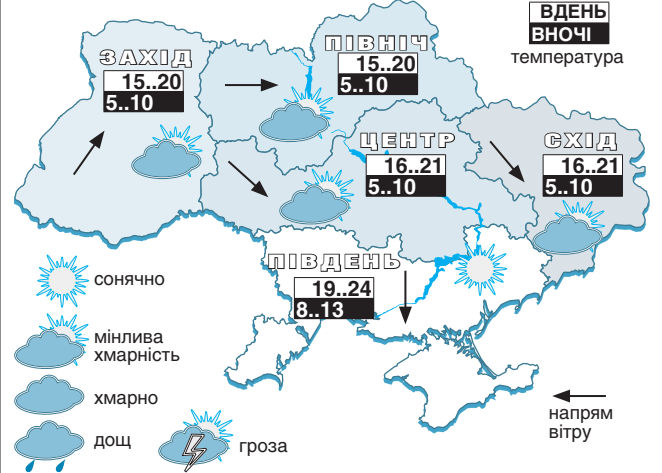 ВДЕНЬ
ВНОЧІ
температура
ЗАХІД
15..20
5..10
ПІВНІЧ
15..20
5..10
ЦЕНТР
16..21
5..10
СХІД
16..21
5..10
ПІВДЕНЬ
19..24
8..13
сонячно
мінлива
хмарність
хмарно
дощ
гроза
напрям
вітру